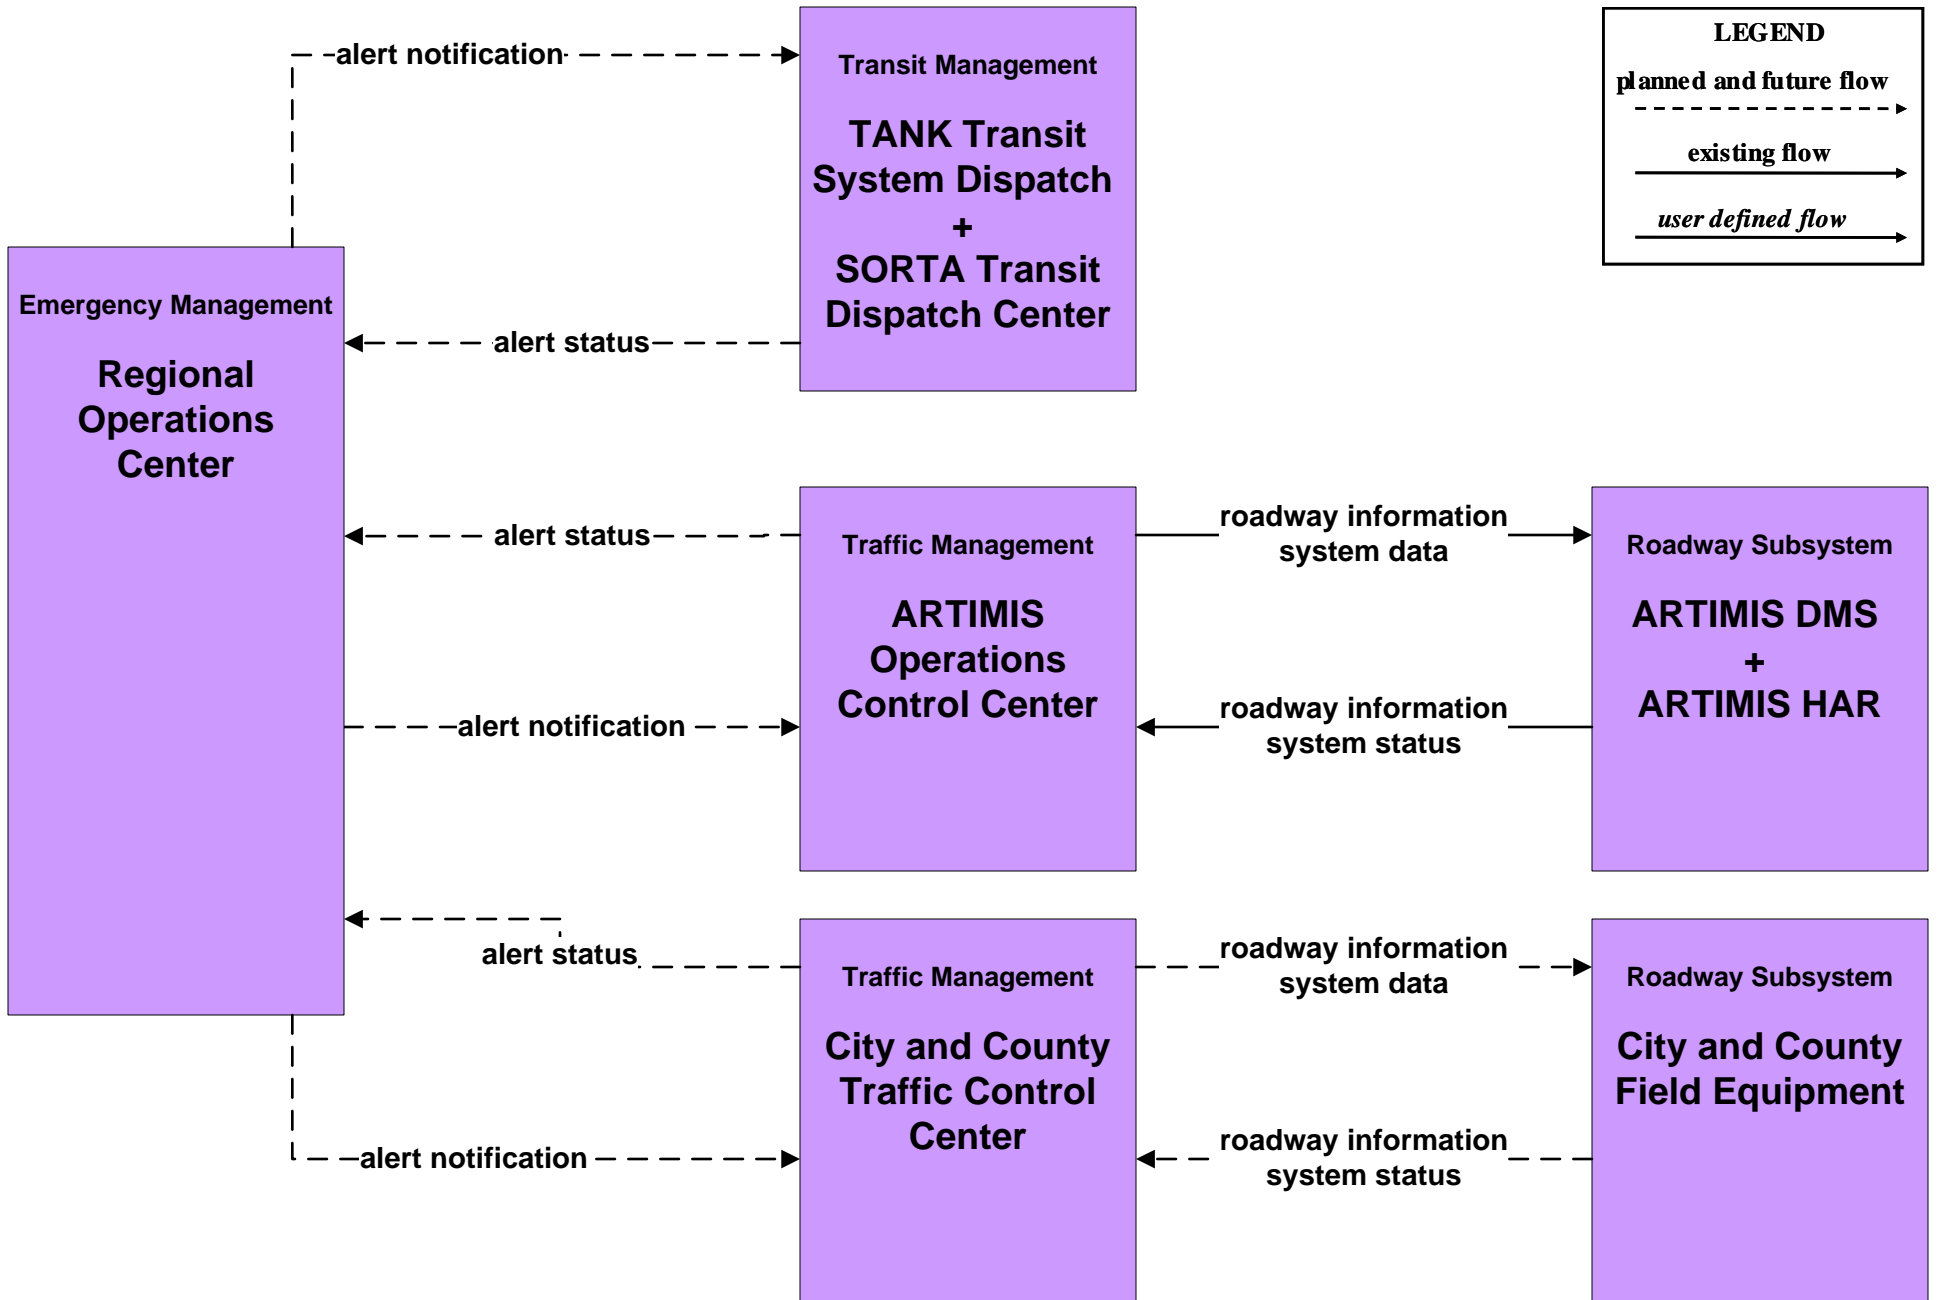 alert notification
Transit Management
TANK Transit
System Dispatch
+
SORTA Transit
Dispatch Center
LEGEND
planned and future flow
existing flow
user defined flow
Emergency Management
Regional
Operations
Center
alert status
alert status
alert notification
Traffic Management
ARTIMIS
Operations
Control Center
roadway information
system data
roadway information
system status
Roadway Subsystem
ARTIMIS DMS
+
ARTIMIS HAR
alert status
alert notification
Traffic Management
City and County
Traffic Control
Center
roadway information
system data
roadway information
system status
Roadway Subsystem
City and County
Field Equipment